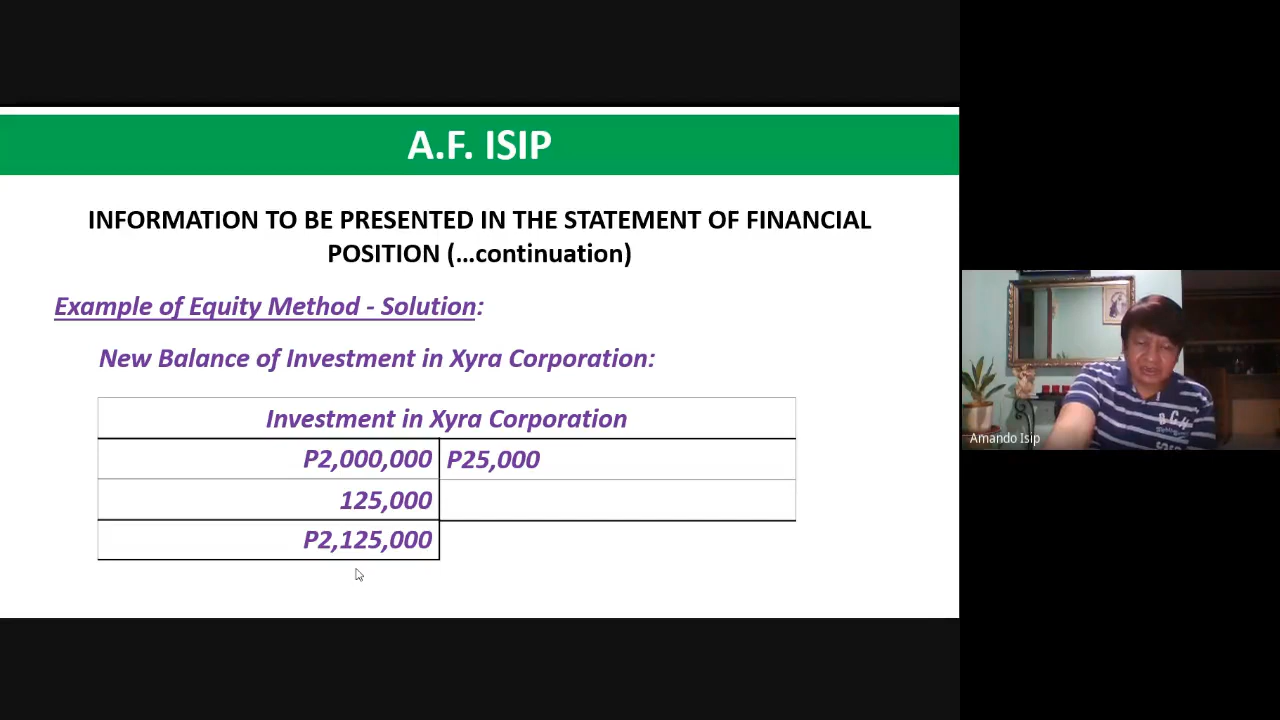 A.F. ISIP
INFORMATION TO BE PRESENTED IN THE STATEMENT OF FINANCIAL
POSITION (...continuation)
Example of Equity Method - Solution:
New Balance of Investment in Xyra Corporation:
Investment in Xyra Corporation
P2,000,000 P25,000
125,000
P2,125,000
Amando Isip